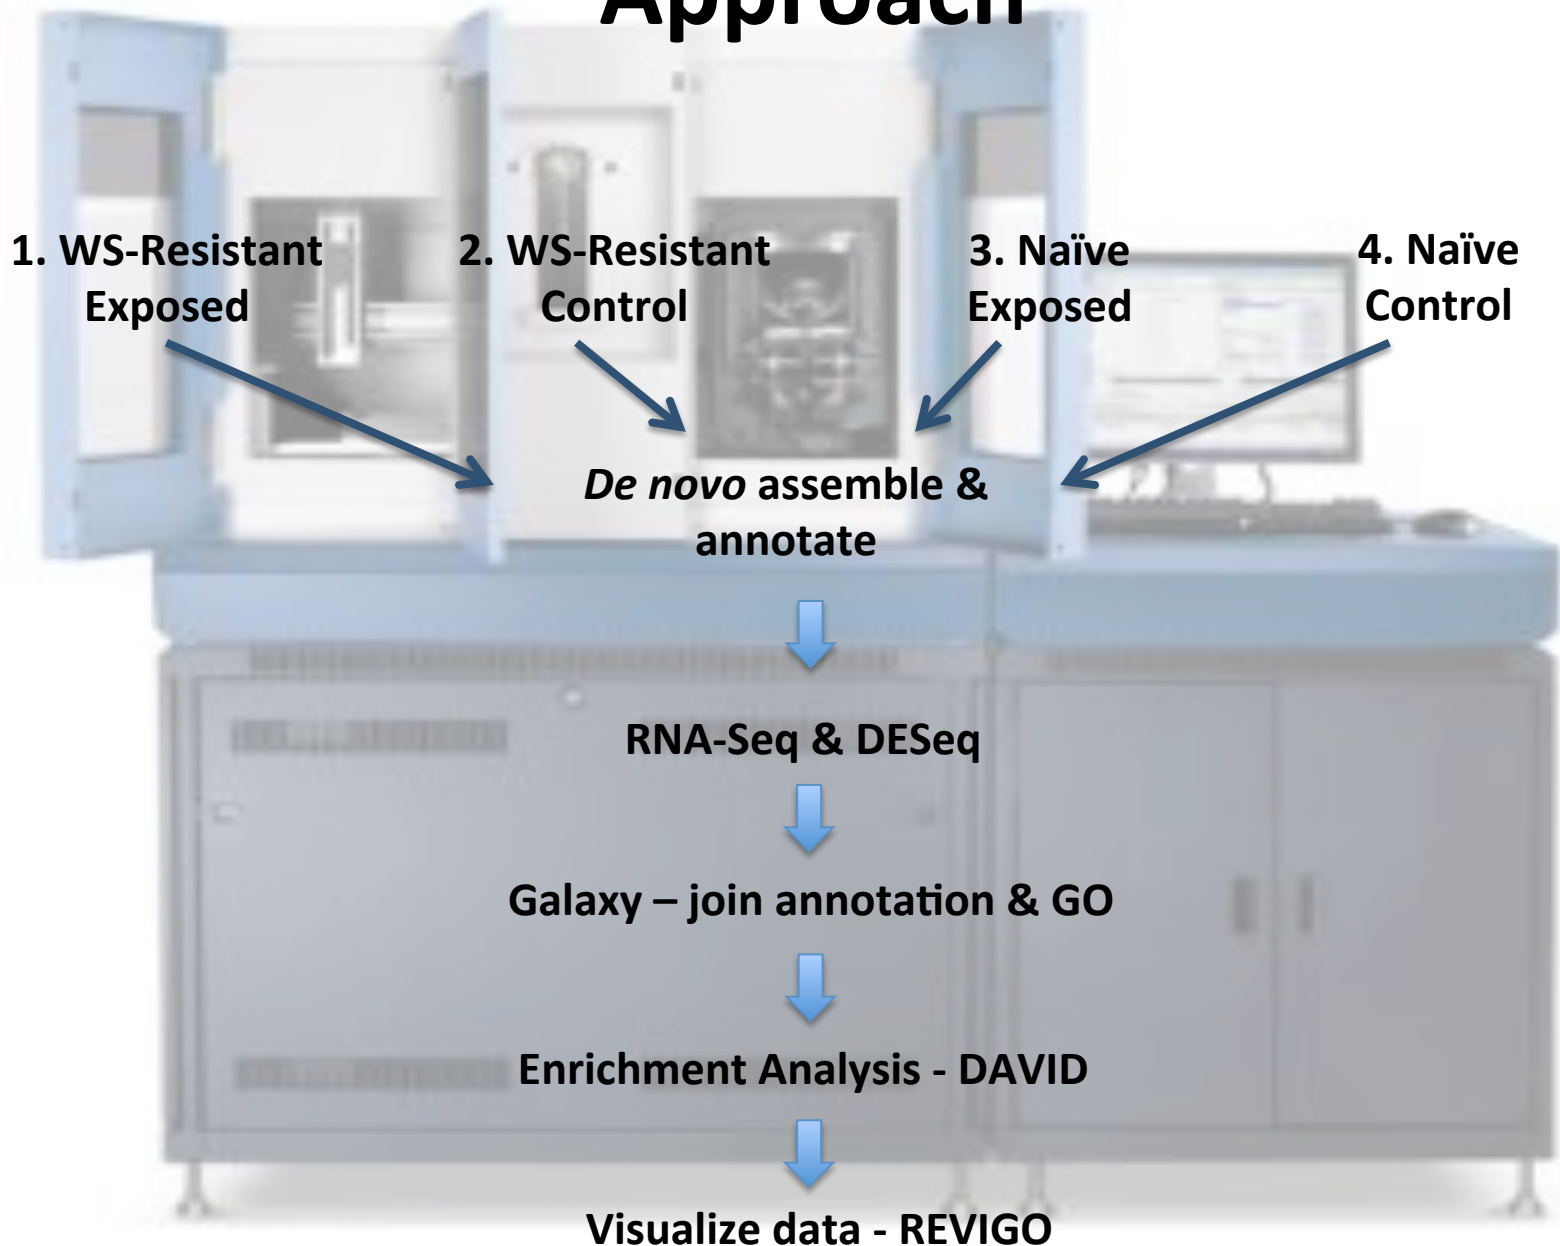 Approach
1. WS-Resistant
Exposed
2. WS-Resistant
Control
3. Naïve
Exposed
4. Naïve
Control
De novo assemble &
annotate
RNA-Seq & DESeq
Galaxy – join annotation & GO
Enrichment Analysis - DAVID
Visualize data - REVIGO